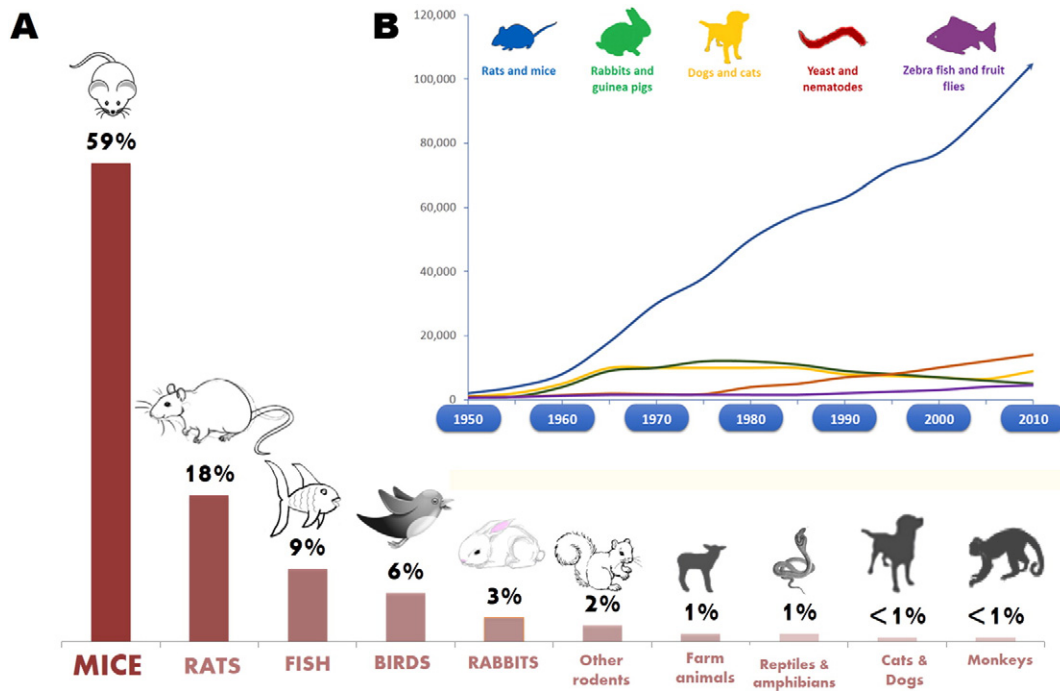 A
59%
MICE
18%
RATS
9%
FISH
6%
BIRDS
3%
RABBITS
2%
Other
rodents
1%
Farm
animals
1%
Reptiles &
amphibians
<1%
Cats &
Dogs
<1%
Monkeys
B
Rats and mice
Rabbits and
guinea pigs
Dogs and cats
Yeast and
nematodes
Zebra fish and fruit
flies
120,000
100,000
80,000
60,000
40,000
20,000
0
1950
1960
1970
1980
1990
2000
2010